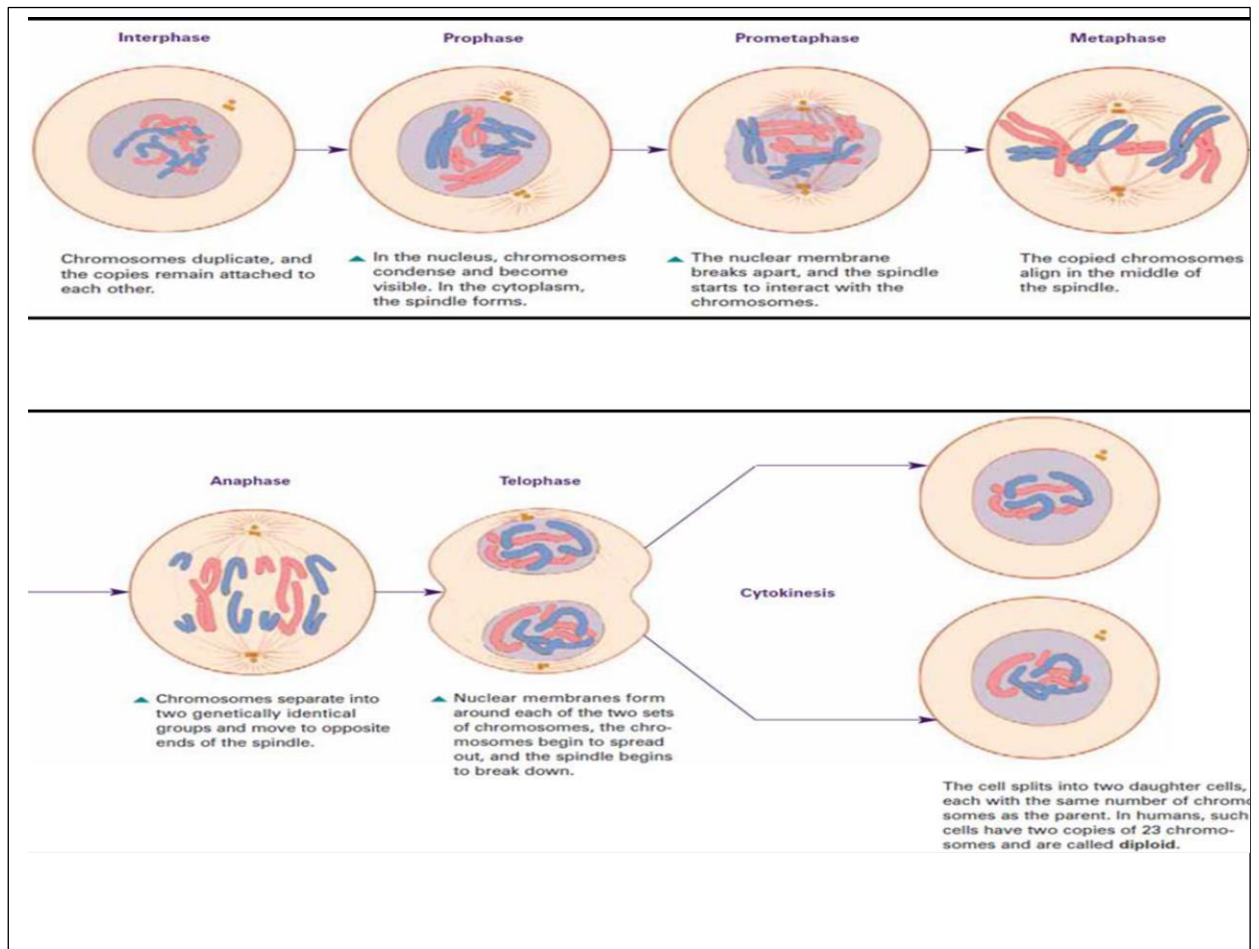 Interphase
Prophase
Prometaphase
Metaphase
Chromosomes duplicate, and
the copies remain attached to
each other.
In the nucleus, chromosomes
condense and become
visible. In the cytoplasm,
the spindle forms.
The nuclear membrane
breaks apart, and the spindle
starts to interact with the
chromosomes.
The copied chromosomes
align in the middle of
the spindle.
Anaphase
Telophase
Cytokinesis
Chromosomes separate into
two genetically identical
groups and move to opposite
ends of the spindle.
Nuclear membranes form
around each of the two sets
of chromosomes, the chro-
mosomes begin to spread
out, and the spindle begins
to break down.
The cell splits into two daughter cells,
each with the same number of chromo
somes as the parent. In humans, such
cells have two copies of 23 chromo-
somes and are called diploid.